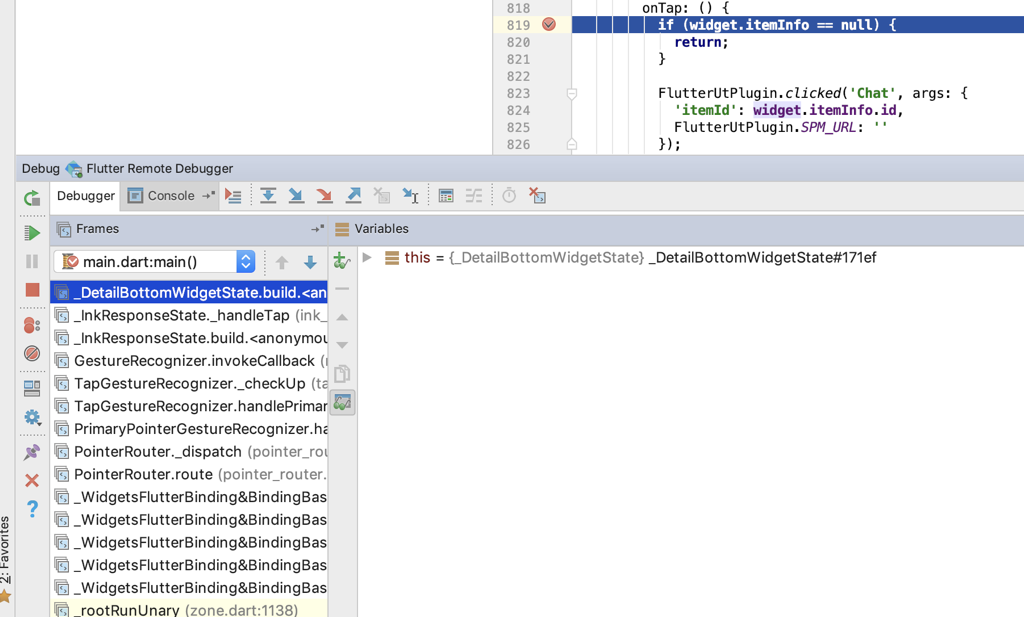 818 onTap: () {
819 if (widget.itemInfo == null) {
820 return;
821 }
822
823 FlutterUtPlugin.clicked('Chat', args: {
824 'itemId': widget.itemInfo.id,
825 FlutterUtPlugin.SPM_URL: ''
826 });
Debug Flutter Remote Debugger
Debugger Console
Frames Variables
main.dart:main()
this = {_DetailBottomWidgetState} _DetailBottomWidgetState#171ef
_DetailBottomWidgetState.build.<an
_InkResponseState._handleTap (ink_
_InkResponseState.build.<anonymou
GestureRecognizer.invokeCallback (r
TapGestureRecognizer._checkUp (ta
TapGestureRecognizer.handlePrimar
PrimaryPointerGestureRecognizer.ha
PointerRouter._dispatch (pointer_rou
PointerRouter.route (pointer_router.
_WidgetsFlutterBinding&BindingBas
_WidgetsFlutterBinding&BindingBas
_WidgetsFlutterBinding&BindingBas
_WidgetsFlutterBinding&BindingBas
_WidgetsFlutterBinding&BindingBas
_rootRunUnary (zone.dart:1138)
2: Favorites